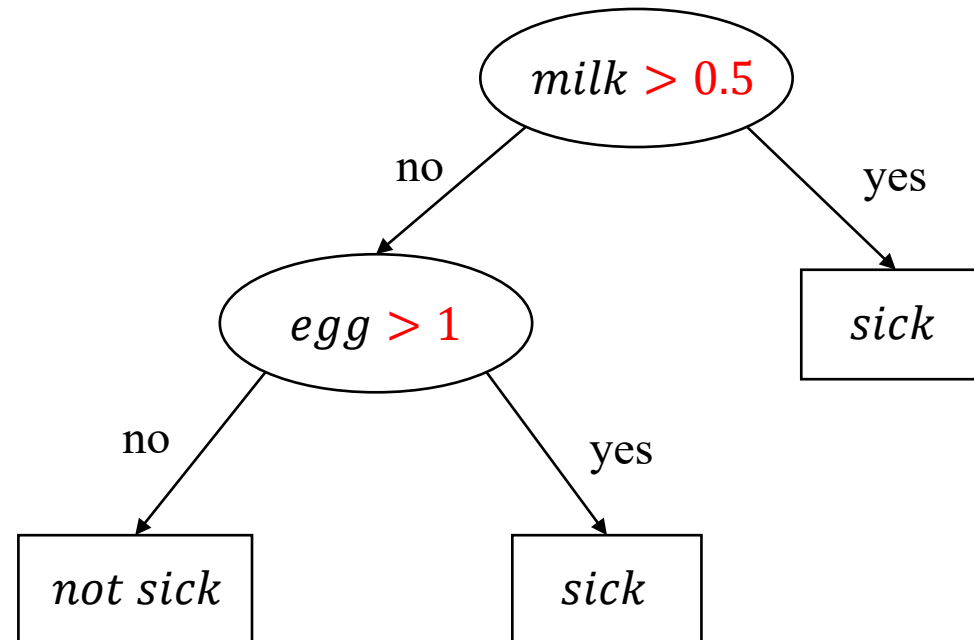 milk > 0.5
no
yes
egg > 1
sick
no
yes
not sick
sick